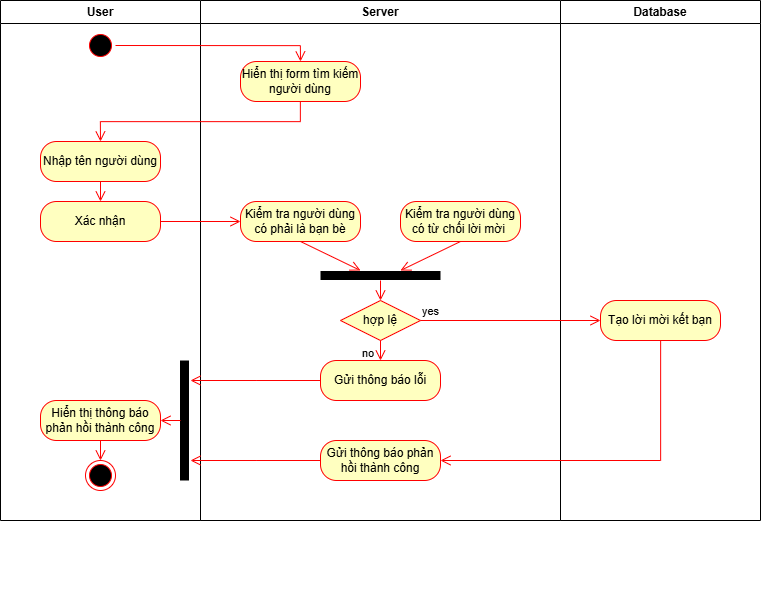 User
Server
Database
Hiển thị form tìm kiếm
người dùng
Nhập tên người dùng
Xác nhận
Kiểm tra người dùng
có phải là bạn bè
Kiểm tra người dùng
có từ chối lời mời
hợp lệ
yes
Tạo lời mời kết bạn
no
Gửi thông báo lỗi
Hiển thị thông báo
phản hồi thành công
Gửi thông báo phản
hồi thành công